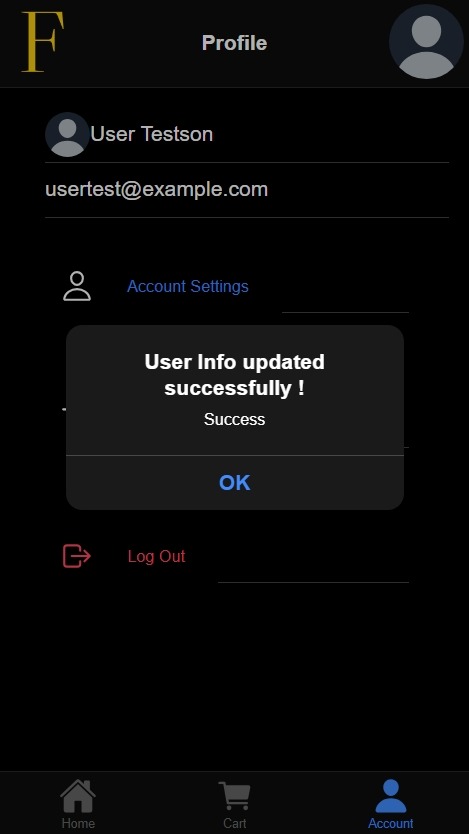 F
Profile
User Testson
usertest@example.com
Account Settings
User Info updated
successfully !
Success
OK
Log Out
Home
Cart
Account